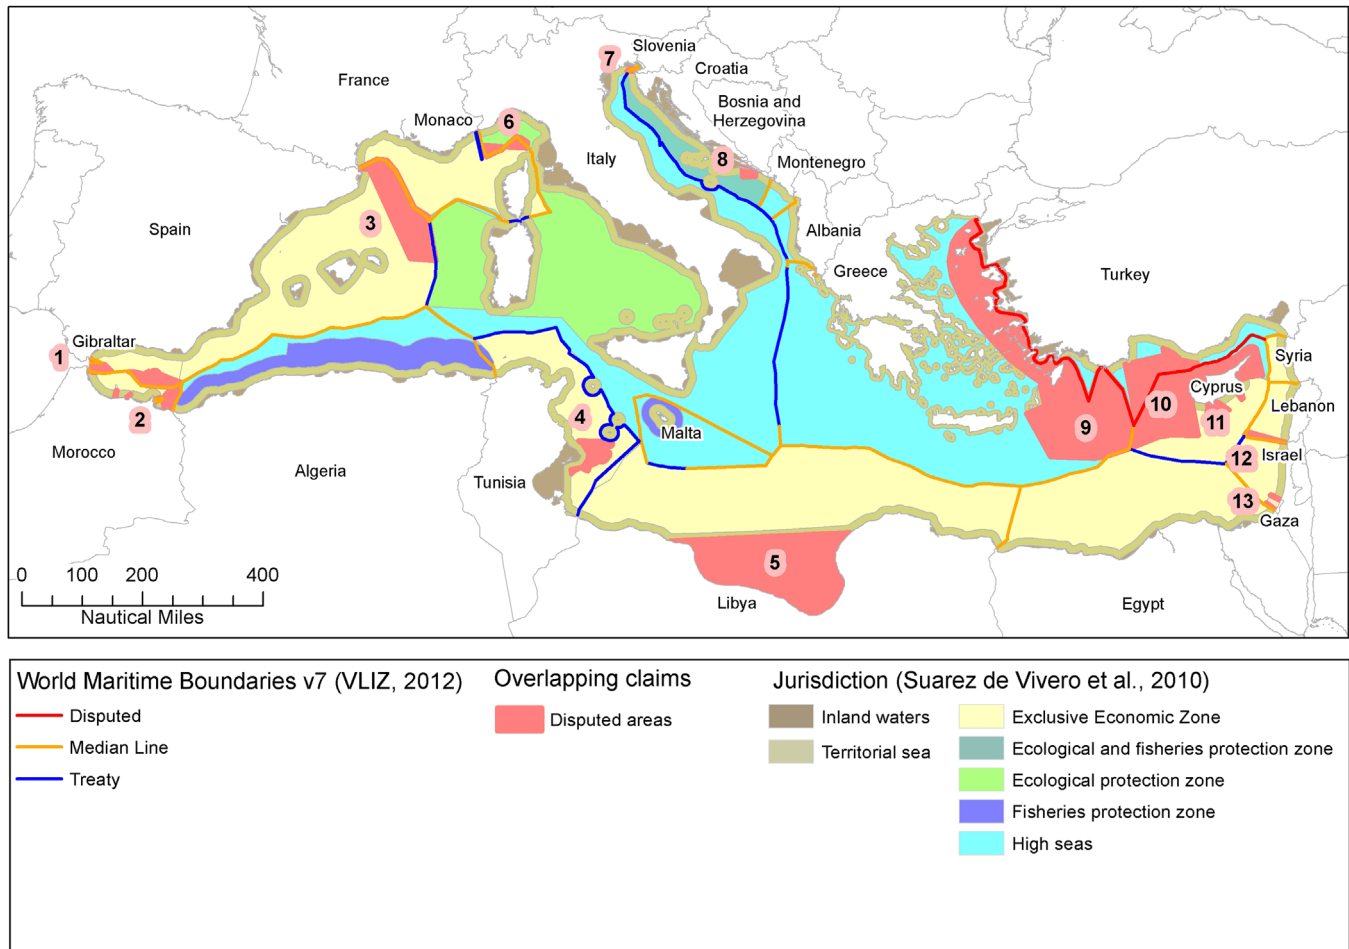 7
Slovenia
Croatia
France
Bosnia and
Herzegovina
Monaco
6
Italy
8
Montenegro
3
Spain
Albania
Greece
Turkey
Gibraltar
1
Syria
Cyprus
10
Lebanon
2
4
11
9
Malta
Morocco
Algeria
Tunisia
12
Israel
13
Gaza
5
Libya
Egypt
0 100 200 400
Nautical Miles
World Maritime Boundaries v7 (VLIZ, 2012)
Disputed
Median Line
Treaty
Overlapping claims
Disputed areas
Jurisdiction (Suarez de Vivero et al., 2010)
Inland waters
Territorial sea
Exclusive Economic Zone
Ecological and fisheries protection zone
Ecological protection zone
Fisheries protection zone
High seas